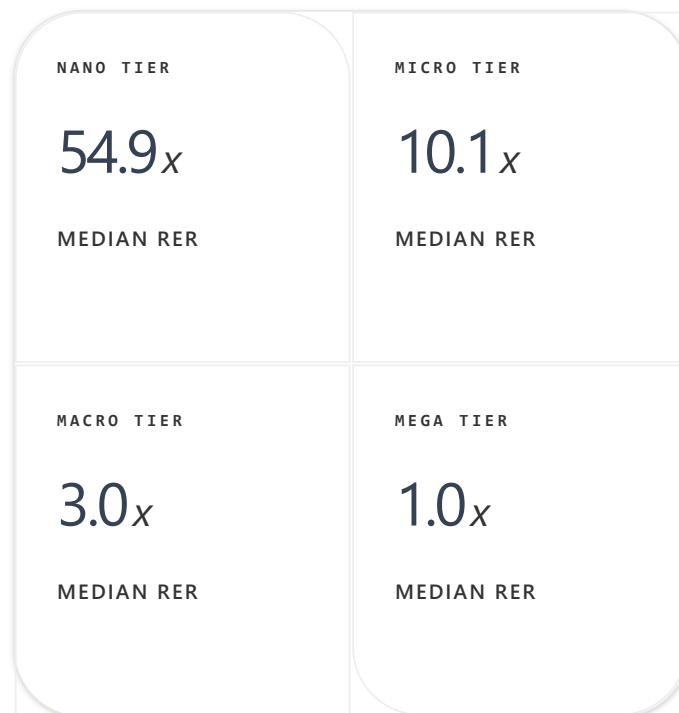 NANO TIER
54.9x
MEDIAN RER
MICRO TIER
10.1x
MEDIAN RER
MACRO TIER
3.0x
MEDIAN RER
MEGA TIER
1.0x
MEDIAN RER